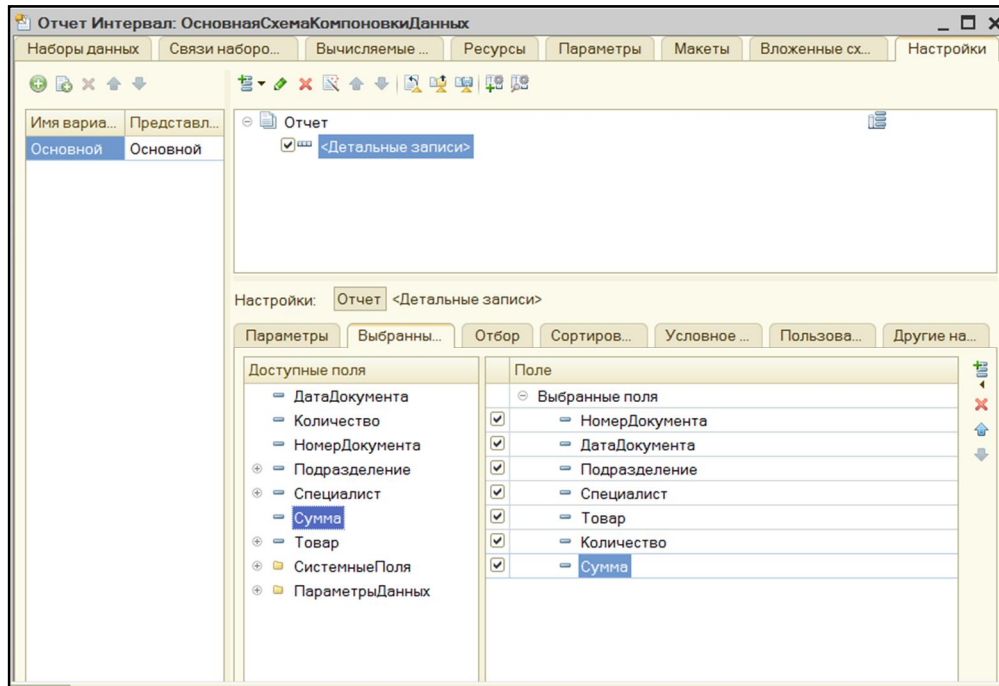 Отчет Интервал: ОсновнаяСхемаКомпоновкиДанных
Наборы данных Связи наборо... Вычисляемые ... Ресурсы Параметры Макеты Вложенные сх... Настройки
Имя вариа... Представл...
Основной Основной
Отчет
<Детальные записи>
Настройки: Отчет <Детальные записи>
Параметры Выбранны... Отбор Сортиров... Условное ... Пользова... Другие на...
Доступные поля Поле
ДатаДокумента Выбранные поля
Количество НомерДокумента
НомерДокумента ДатаДокумента
Подразделение Подразделение
Специалист Специалист
Сумма Товар
Товар Количество
СистемныеПоля Сумма
ПараметрыДанных